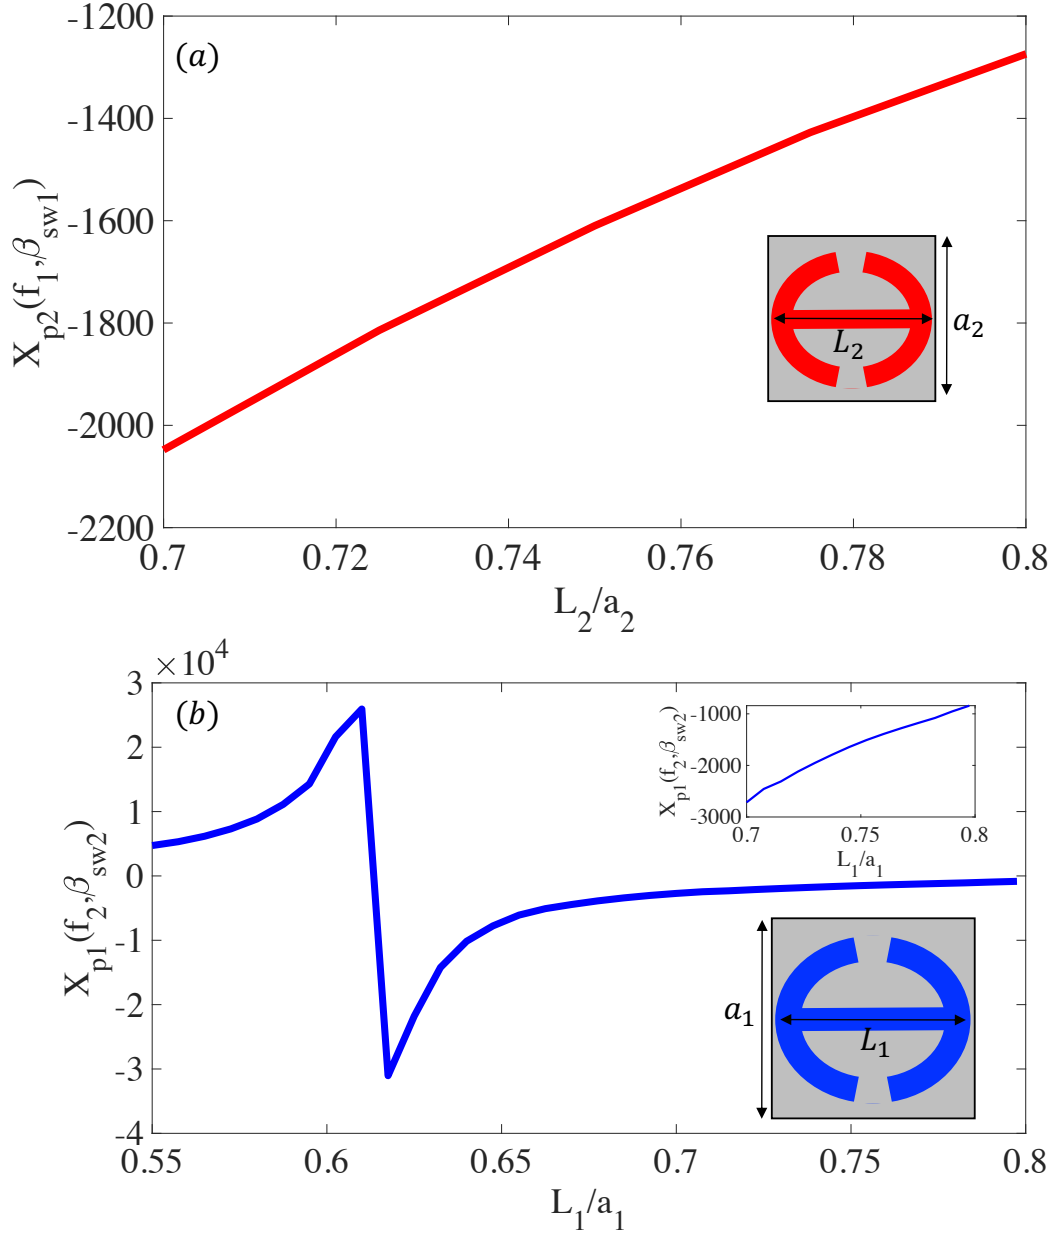 -1200
(a)
-1400
-1600
-1800
-2000
-2200
X_p2(f_1,β_sw1)
L_2
a_2
0.7 0.72 0.74 0.76 0.78 0.8
L_2/a_2
×10^4
3
(b)
2
1
0
-1
-2
-3
-4
X_p1(f_2,β_sw2)
-1000
-2000
-3000
X_p1(f_2,β_sw2)
0.7 0.75 0.8
L_1/a_1
a_1
L_1
0.55 0.6 0.65 0.7 0.75 0.8
L_1/a_1